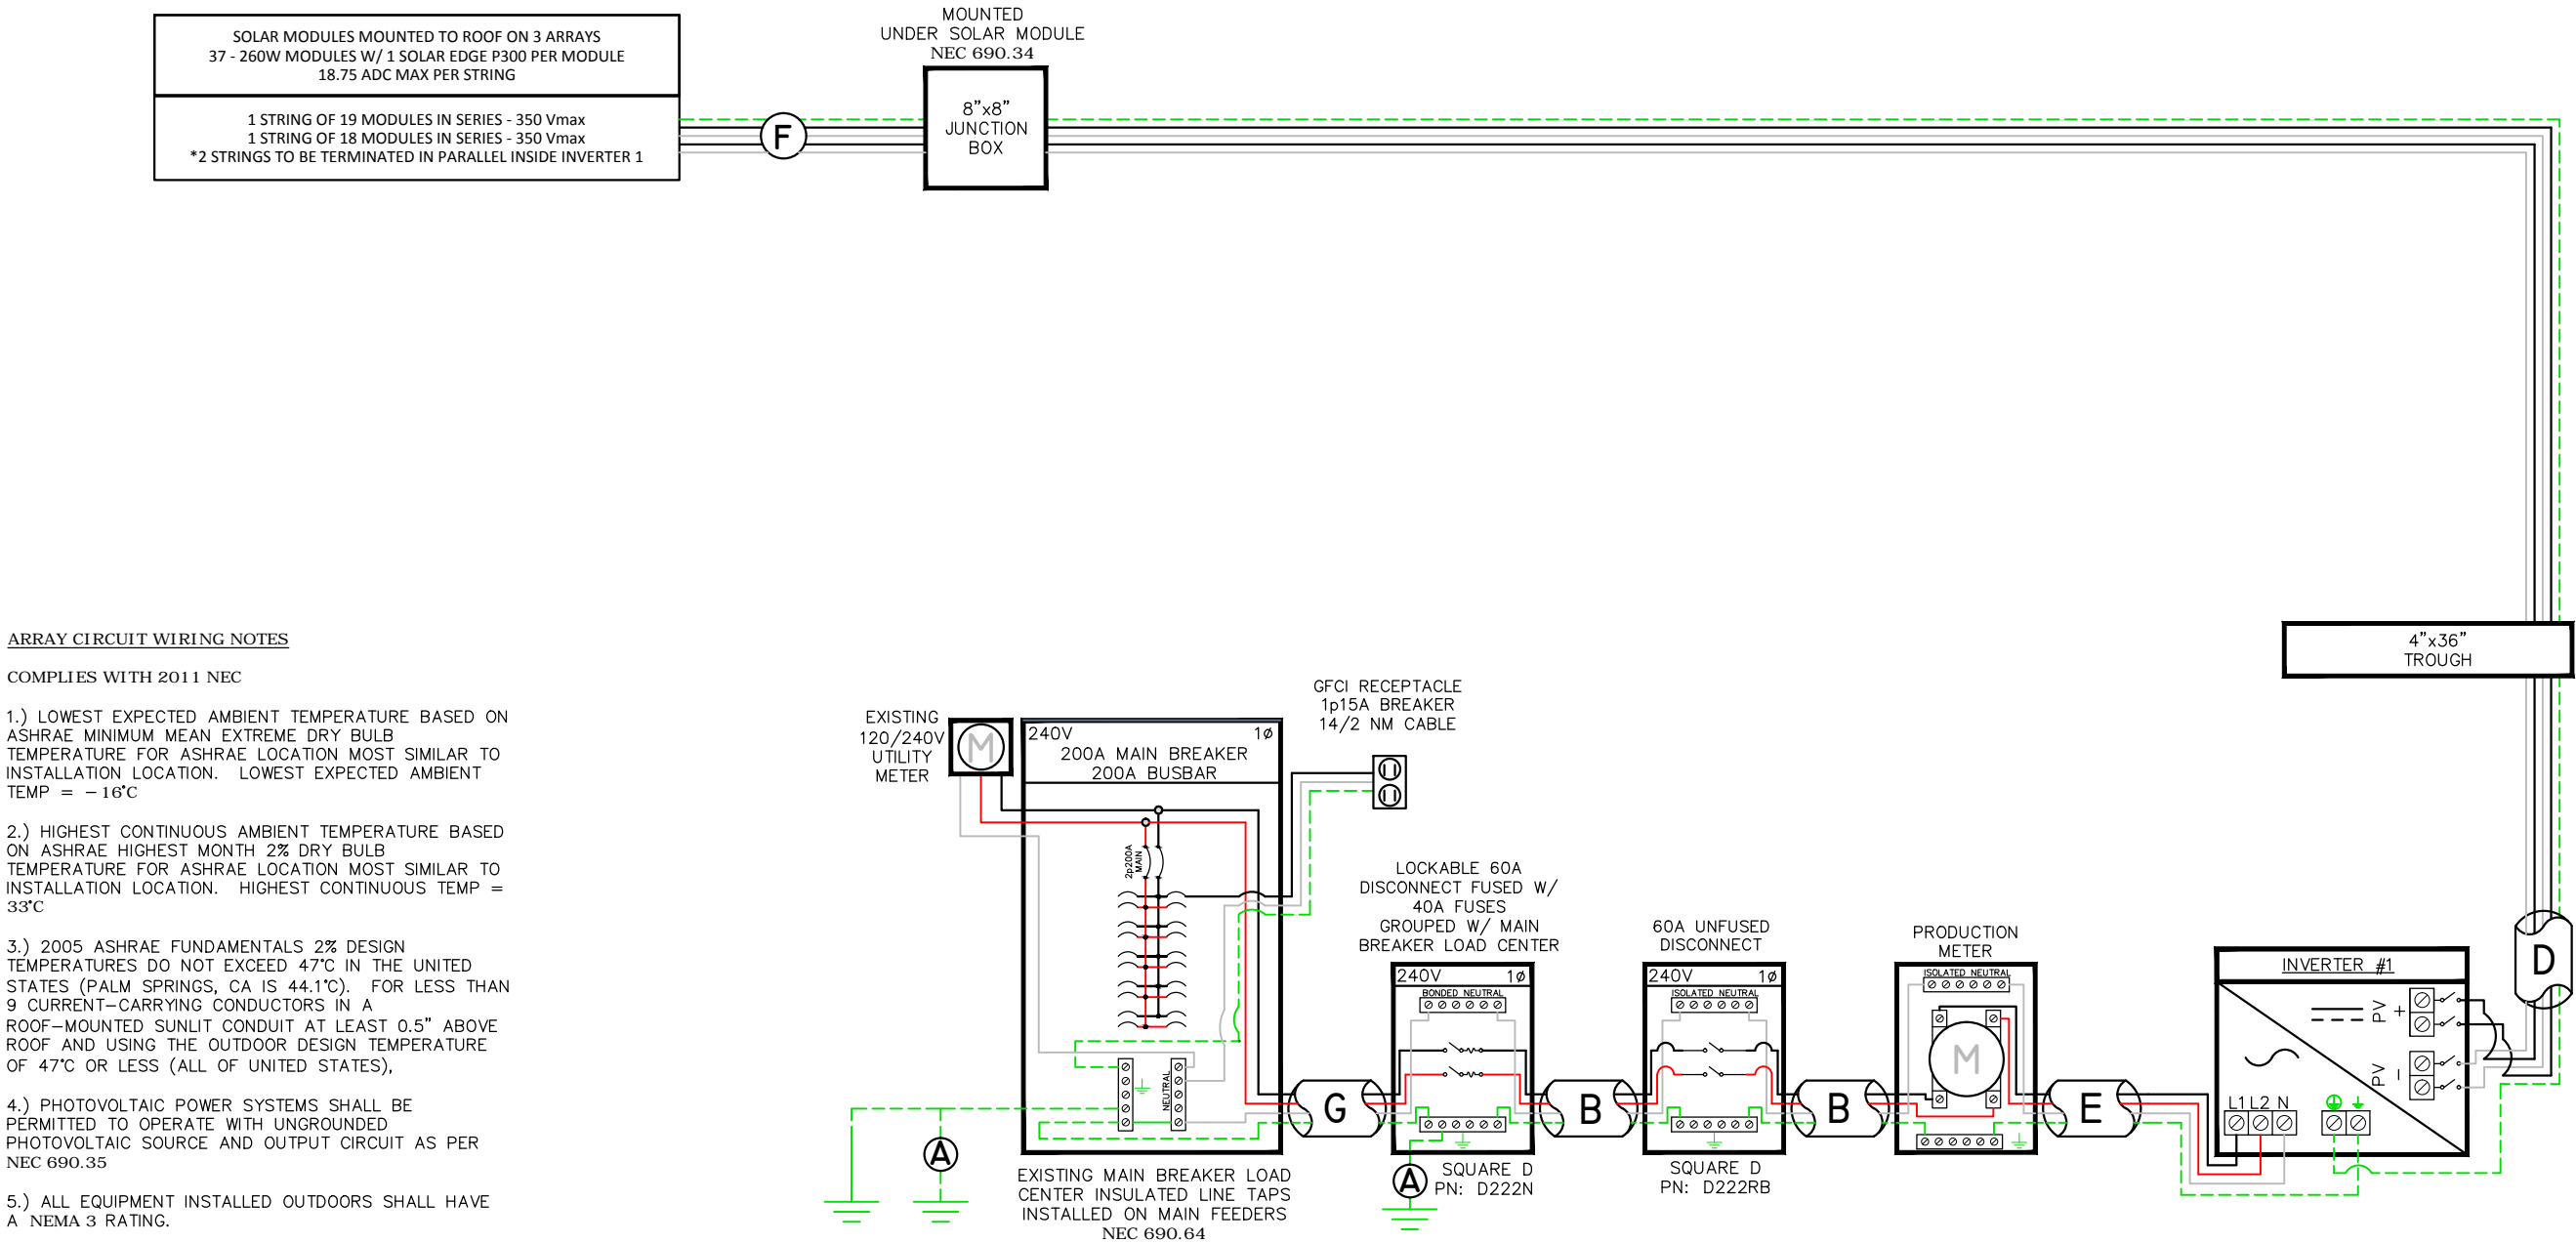 SOLAR MODULES MOUNTED TO ROOF ON 3 ARRAYS
37 - 260W MODULES W/ 1 SOLAR EDGE P300 PER MODULE
18.75 ADC MAX PER STRING
1 STRING OF 19 MODULES IN SERIES - 350 Vmax
1 STRING OF 18 MODULES IN SERIES - 350 Vmax
*2 STRINGS TO BE TERMINATED IN PARALLEL INSIDE INVERTER 1
F
MOUNTED
UNDER SOLAR MODULE
NEC 690.34
8"x8"
JUNCTION
BOX
4"x36"
TROUGH
ARRAY CIRCUIT WIRING NOTES
COMPLIES WITH 2011 NEC
1.) LOWEST EXPECTED AMBIENT TEMPERATURE BASED ON
ASHRAE MINIMUM MEAN EXTREME DRY BULB
TEMPERATURE FOR ASHRAE LOCATION MOST SIMILAR TO
INSTALLATION LOCATION. LOWEST EXPECTED AMBIENT
TEMP = -16°C
2.) HIGHEST CONTINUOUS AMBIENT TEMPERATURE BASED
ON ASHRAE HIGHEST MONTH 2% DRY BULB
TEMPERATURE FOR ASHRAE LOCATION MOST SIMILAR TO
INSTALLATION LOCATION. HIGHEST CONTINUOUS TEMP =
33°C
3.) 2005 ASHRAE FUNDAMENTALS 2% DESIGN
TEMPERATURES DO NOT EXCEED 47°C IN THE UNITED
STATES (PALM SPRINGS, CA IS 44.1°C). FOR LESS THAN
9 CURRENT-CARRYING CONDUCTORS IN A
ROOF-MOUNTED SUNLIT CONDUIT AT LEAST 0.5" ABOVE
ROOF AND USING THE OUTDOOR DESIGN TEMPERATURE
OF 47°C OR LESS (ALL OF UNITED STATES),
4.) PHOTOVOLTAIC POWER SYSTEMS SHALL BE
PERMITTED TO OPERATE WITH UNGROUNDED
PHOTOVOLTAIC SOURCE AND OUTPUT CIRCUIT AS PER
NEC 690.35
5.) ALL EQUIPMENT INSTALLED OUTDOORS SHALL HAVE
A NEMA 3 RATING.
EXISTING
120/240V
UTILITY
METER
M
240V 1ø
200A MAIN BREAKER
200A BUSBAR
2p200A
MAIN
NEUTRAL
A
EXISTING MAIN BREAKER LOAD
CENTER INSULATED LINE TAPS
INSTALLED ON MAIN FEEDERS
NEC 690.64
GFCI RECEPTACLE
1p15A BREAKER
14/2 NM CABLE
G
LOCKABLE 60A
DISCONNECT FUSED W/
40A FUSES
GROUPED W/ MAIN
BREAKER LOAD CENTER
240V 1ø
BONDED NEUTRAL
A
SQUARE D
PN: D222N
B
60A UNFUSED
DISCONNECT
240V 1ø
ISOLATED NEUTRAL
SQUARE D
PN: D222RB
B
PRODUCTION
METER
ISOLATED NEUTRAL
M
E
INVERTER #1
PV +
PV -
L1 L2 N
D